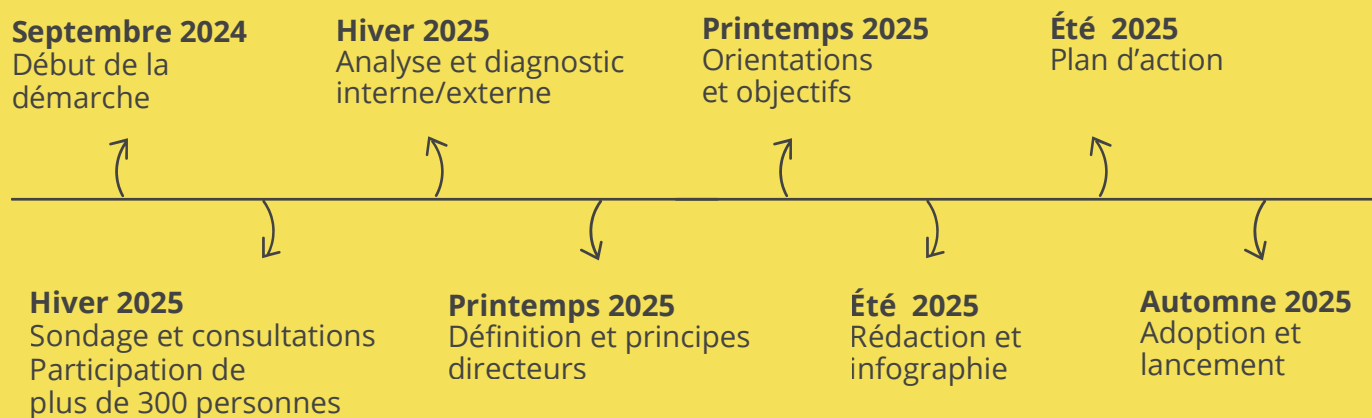 Septembre 2024
Début de la
démarche
Hiver 2025
Analyse et diagnostic
interne/externe
Printemps 2025
Orientations
et objectifs
Été 2025
Plan d’action
Hiver 2025
Sondage et consultations
Participation de
plus de 300 personnes
Printemps 2025
Définition et principes
directeurs
Été 2025
Rédaction et
infographie
Automne 2025
Adoption et
lancement